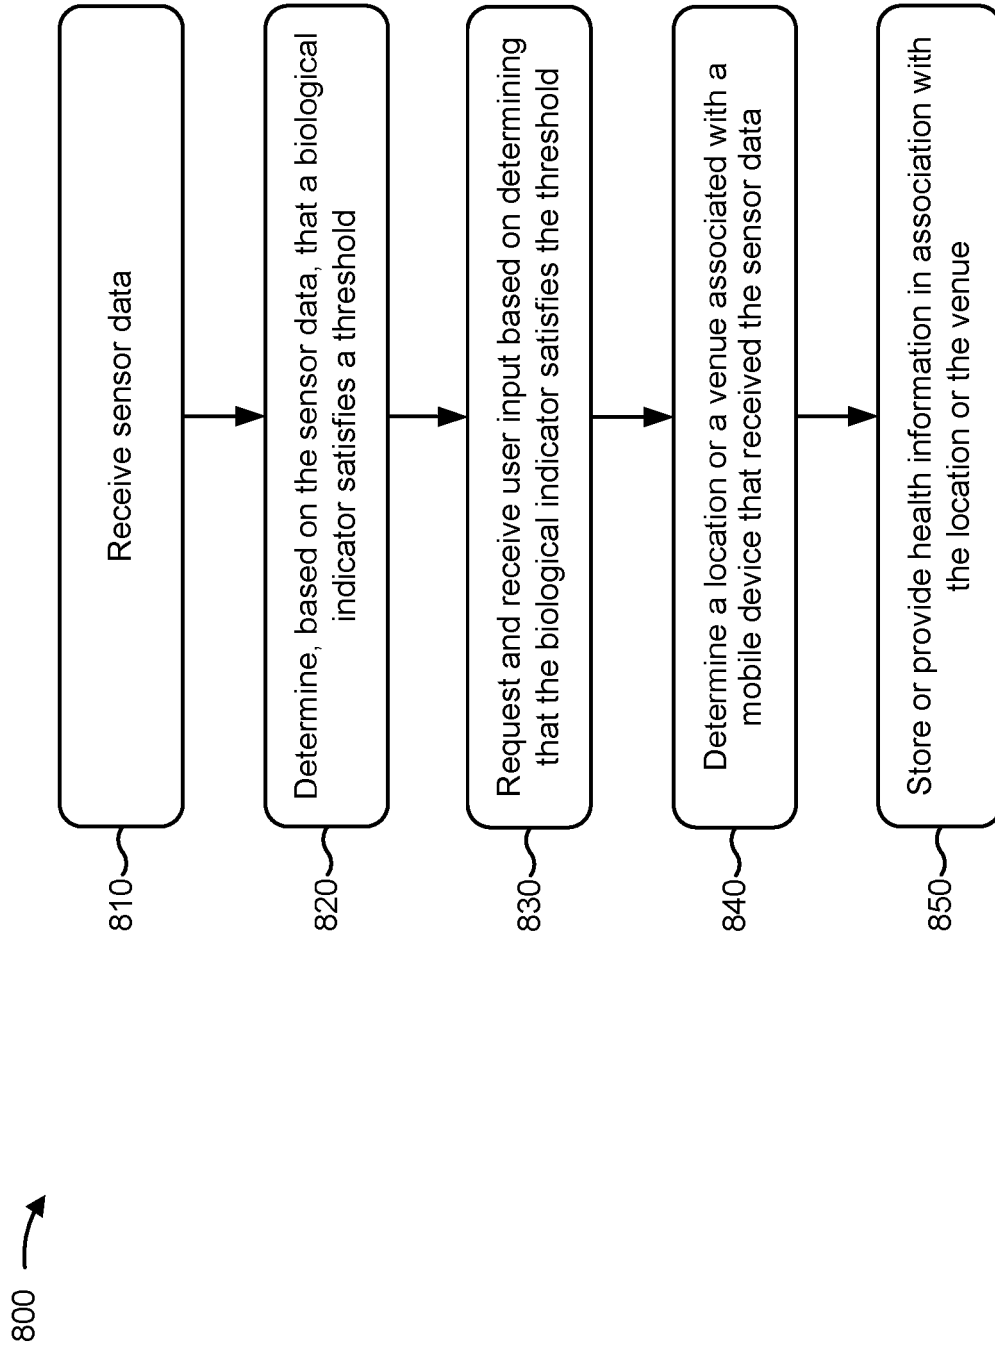 800
810
Receive sensor data
820
Determine, based on the sensor data, that a biological
indicator satisfies a threshold
830
Request and receive user input based on determining
that the biological indicator satisfies the threshold
840
Determine a location or a venue associated with a
mobile device that received the sensor data
850
Store or provide health information in association with
the location or the venue